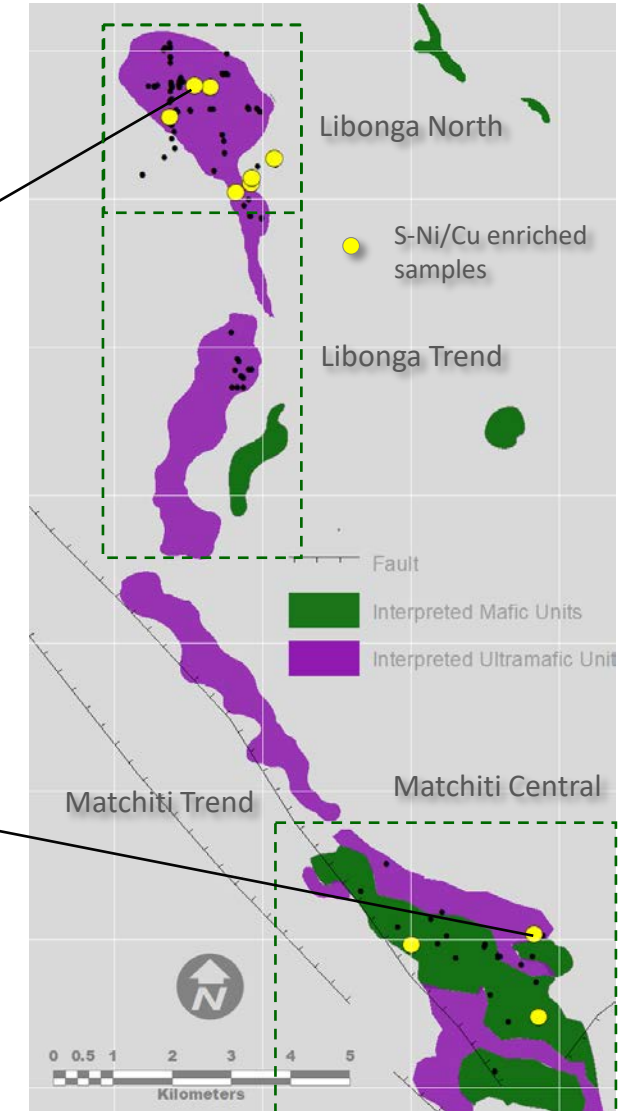 Libonga North
S-Ni/Cu enriched
samples
Libonga Trend
Fault
Interpreted Mafic Units
Interpreted Ultramafic Unit
Matchiti Trend
Matchiti Central
N
0 0.5 1 2 3 4 5
Kilometers